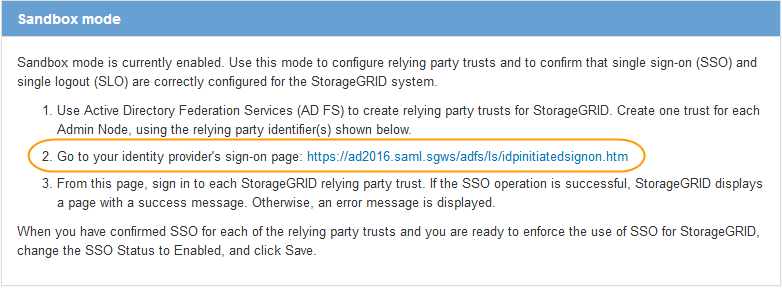 Sandbox mode
Sandbox mode is currently enabled. Use this mode to configure relying party trusts and to confirm that single sign-on (SSO) and
single logout (SLO) are correctly configured for the StorageGRID system.
1. Use Active Directory Federation Services (AD FS) to create relying party trusts for StorageGRID. Create one trust for each
Admin Node, using the relying party identifier(s) shown below.
2. Go to your identity provider's sign-on page: https://ad2016.saml.sgws/adfs/ls/idpinitiatedsignon.htm
3. From this page, sign in to each StorageGRID relying party trust. If the SSO operation is successful, StorageGRID displays
a page with a success message. Otherwise, an error message is displayed.
When you have confirmed SSO for each of the relying party trusts and you are ready to enforce the use of SSO for StorageGRID,
change the SSO Status to Enabled, and click Save.